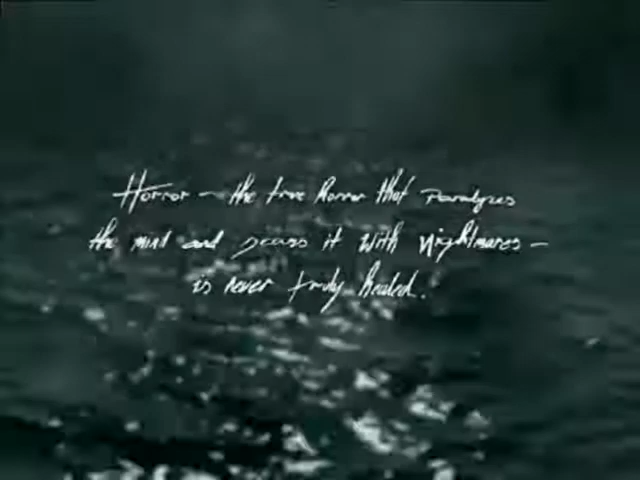 Horror — the true horror that paralyzes
the mind and scars it with nightmares —
is never truly healed.